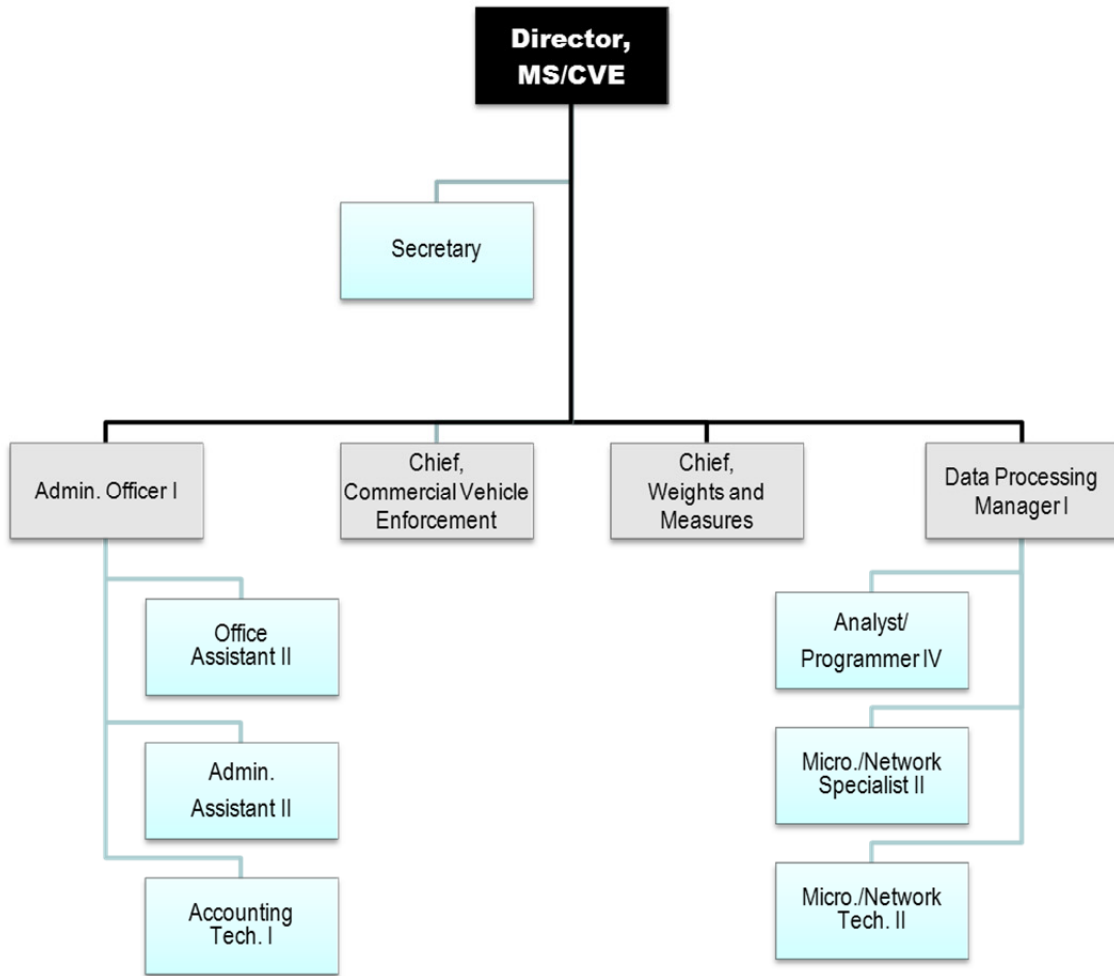 Director,
MS/CVE
Secretary
Admin. Officer I
Chief,
Commercial Vehicle
Enforcement
Chief,
Weights and
Measures
Data Processing
Manager I
Office
Assistant II
Admin.
Assistant II
Accounting
Tech. I
Analyst/
Programmer IV
Micro./Network
Specialist II
Micro./Network
Tech. II